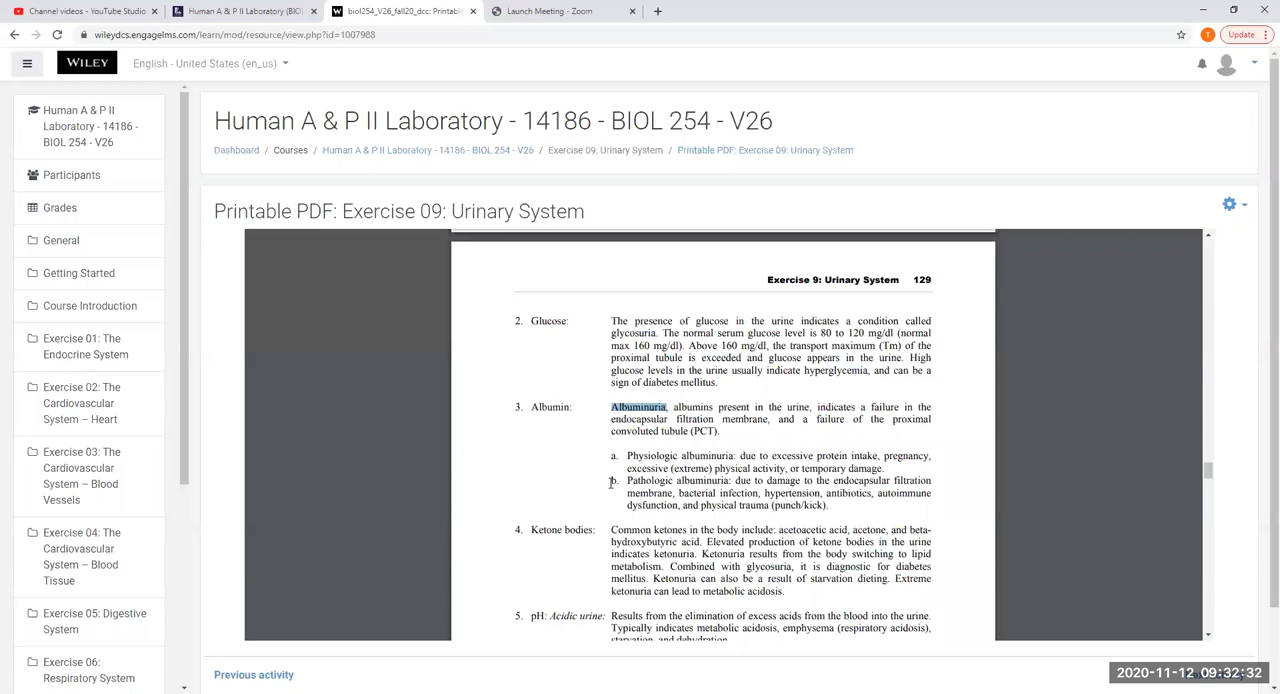 Channel videos - YouTube Studio
Human A & P II Laboratory (BIO
biol254_V26_fall20_dcc: Printable
Launch Meeting - Zoom
wileydcs.engagelms.com/learn/mod/resource/view.php?id=1007988
T
Update
WILEY
English - United States (en_us)
Human A & P II
Laboratory - 14186 -
BIOL 254 - V26
Participants
Grades
General
Getting Started
Course Introduction
Exercise 01: The
Endocrine System
Exercise 02: The
Cardiovascular
System – Heart
Exercise 03: The
Cardiovascular
System – Blood
Vessels
Exercise 04: The
Cardiovascular
System – Blood
Tissue
Exercise 05: Digestive
System
Exercise 06:
Respiratory System
Human A & P II Laboratory - 14186 - BIOL 254 - V26
Dashboard / Courses / Human A & P II Laboratory - 14186 - BIOL 254 - V26 / Exercise 09: Urinary System / Printable PDF: Exercise 09: Urinary System
Printable PDF: Exercise 09: Urinary System
Exercise 9: Urinary System 129
2. Glucose: The presence of glucose in the urine indicates a condition called
glycosuria. The normal serum glucose level is 80 to 120 mg/dl (normal
max 160 mg/dl). Above 160 mg/dl, the transport maximum (Tm) of the
proximal tubule is exceeded and glucose appears in the urine. High
glucose levels in the urine usually indicate hyperglycemia, and can be a
sign of diabetes mellitus.
3. Albumin: Albuminuria, albumins present in the urine, indicates a failure in the
endocapsular filtration membrane, and a failure of the proximal
convoluted tubule (PCT).
a. Physiologic albuminuria: due to excessive protein intake, pregnancy,
excessive (extreme) physical activity, or temporary damage.
b. Pathologic albuminuria: due to damage to the endocapsular filtration
membrane, bacterial infection, hypertension, antibiotics, autoimmune
dysfunction, and physical trauma (punch/kick).
4. Ketone bodies: Common ketones in the body include: acetoacetic acid, acetone, and beta-
hydroxybutyric acid. Elevated production of ketone bodies in the urine
indicates ketonuria. Ketonuria results from the body switching to lipid
metabolism. Combined with glycosuria, it is diagnostic for diabetes
mellitus. Ketonuria can also be a result of starvation dieting. Extreme
ketonuria can lead to metabolic acidosis.
5. pH: Acidic urine: Results from the elimination of excess acids from the blood into the urine.
Typically indicates metabolic acidosis, emphysema (respiratory acidosis),
starvation, and dehydration.
Previous activity
2020-11-12 09:32:32